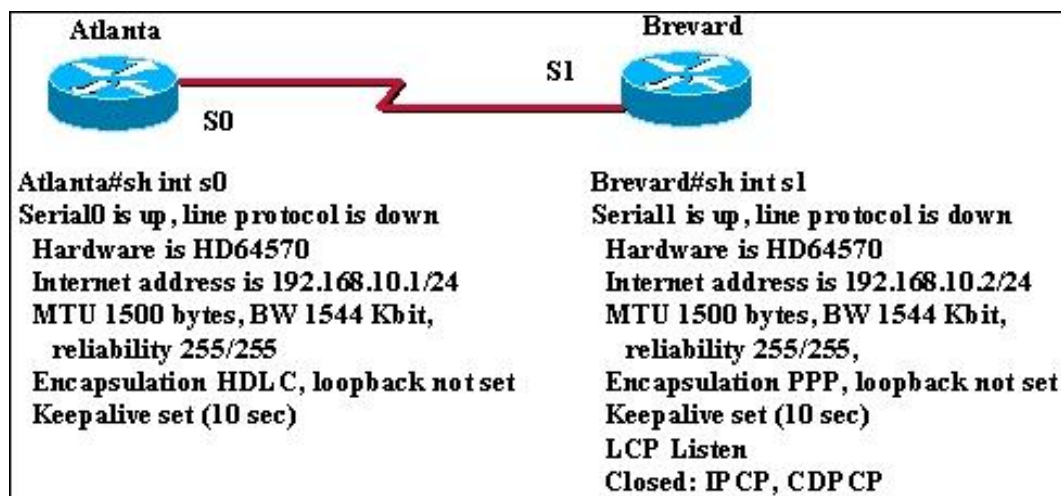 Atlanta
Brevard
S1
S0
Atlanta#sh int s0
Serial0 is up, line protocol is down
Hardware is HD64570
Internet address is 192.168.10.1/24
MTU 1500 bytes, BW 1544 Kbit,
reliability 255/255
Encapsulation HDLC, loopback not set
Keepalive set (10 sec)
Brevard#sh int s1
Serial1 is up, line protocol is down
Hardware is HD64570
Internet address is 192.168.10.2/24
MTU 1500 bytes, BW 1544 Kbit,
reliability 255/255,
Encapsulation PPP, loopback not set
Keepalive set (10 sec)
LCP Listen
Closed: IPCP, CDPCP